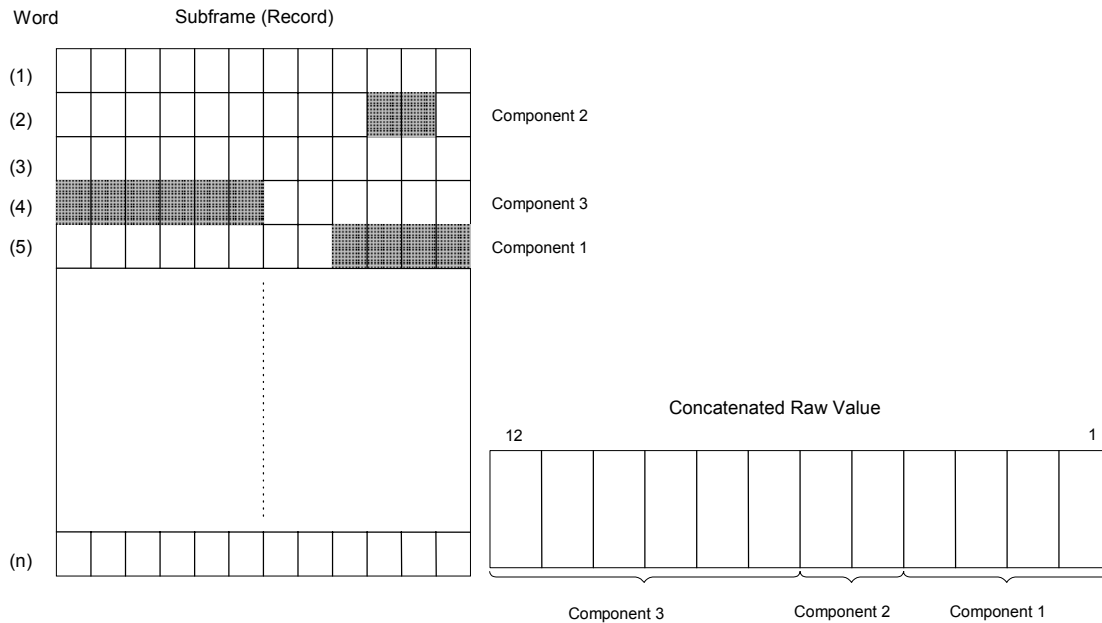 Word Subframe (Record)
(1)
(2) Component 2
(3)
(4) Component 3
(5) Component 1
Concatenated Raw Value
12 1
(n)
Component 3 Component 2 Component 1